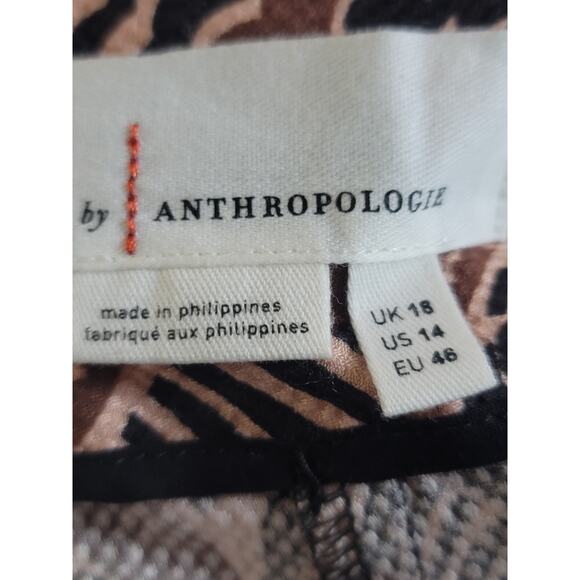 by ANTHROPOLOGIE
made in philippines
fabriqué aux philippines
UK 18
US 14
EU 46